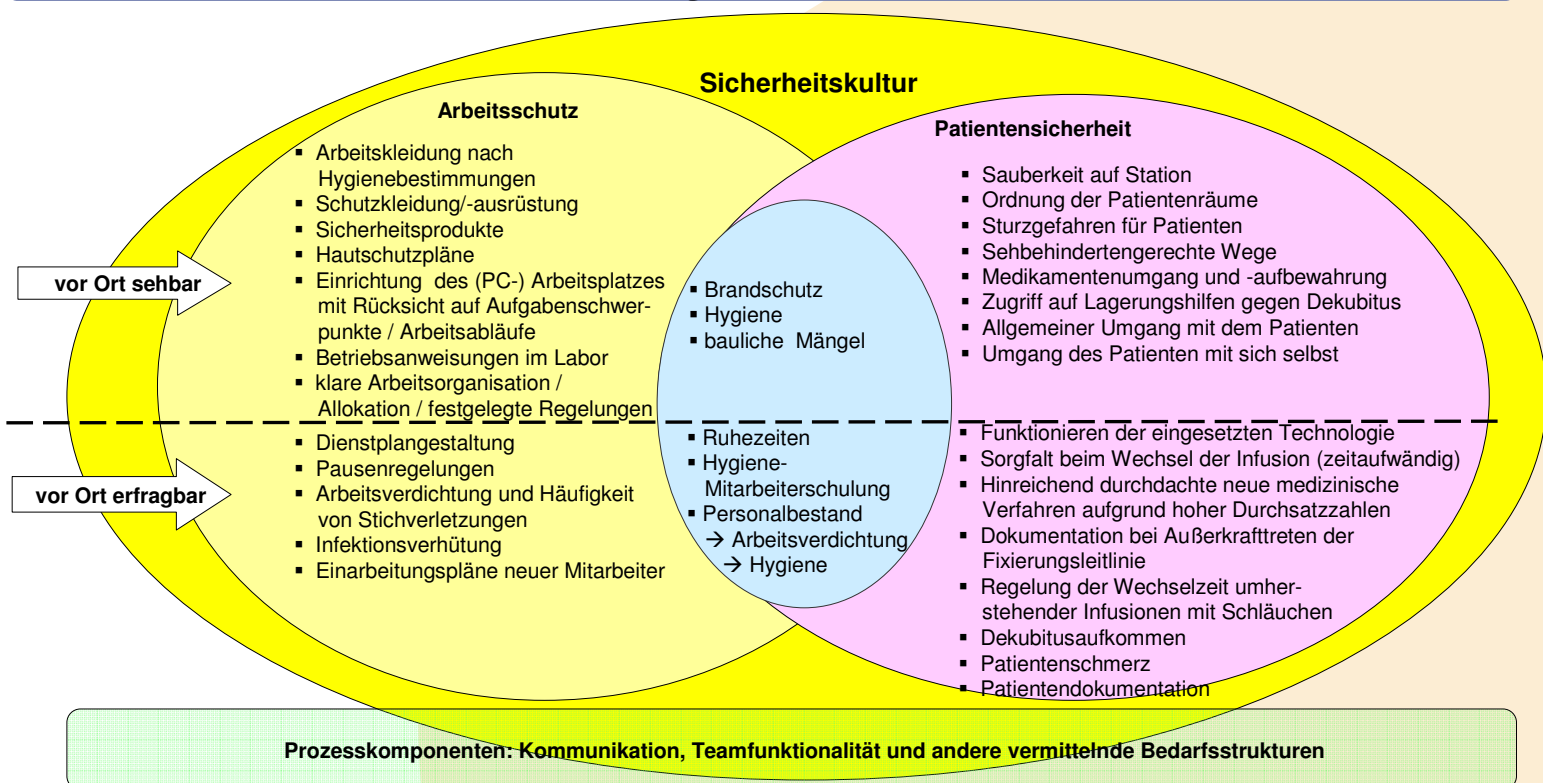 Sicherheitskultur
Arbeitsschutz
▪ Arbeitskleidung nach
Hygienebestimmungen
▪ Schutzkleidung/-ausrüstung
▪ Sicherheitsprodukte
▪ Hautschutzpläne
▪ Einrichtung des (PC-) Arbeitsplatzes
mit Rücksicht auf Aufgabenschwer-
punkte / Arbeitsabläufe
▪ Betriebsanweisungen im Labor
▪ klare Arbeitsorganisation /
Allokation / festgelegte Regelungen
▪ Dienstplangestaltung
▪ Pausenregelungen
▪ Arbeitsverdichtung und Häufigkeit
von Stichverletzungen
▪ Infektionsverhütung
▪ Einarbeitungspläne neuer Mitarbeiter
vor Ort sehbar
vor Ort erfragbar
▪ Brandschutz
▪ Hygiene
▪ bauliche Mängel
▪ Ruhezeiten
▪ Hygiene-
Mitarbeiterschulung
▪ Personalbestand
→ Arbeitsverdichtung
→ Hygiene
Patientensicherheit
▪ Sauberkeit auf Station
▪ Ordnung der Patientenräume
▪ Sturzgefahren für Patienten
▪ Sehbehindertengerechte Wege
▪ Medikamentenumgang und -aufbewahrung
▪ Zugriff auf Lagerungshilfen gegen Dekubitus
▪ Allgemeiner Umgang mit dem Patienten
▪ Umgang des Patienten mit sich selbst
▪ Funktionieren der eingesetzten Technologie
▪ Sorgfalt beim Wechsel der Infusion (zeitaufwändig)
▪ Hinreichend durchdachte neue medizinische
Verfahren aufgrund hoher Durchsatzzahlen
▪ Dokumentation bei Außerkrafttreten der
Fixierungsleitlinie
▪ Regelung der Wechselzeit umher-
stehender Infusionen mit Schläuchen
▪ Dekubitusaufkommen
▪ Patientenschmerz
▪ Patientendokumentation
Prozesskomponenten: Kommunikation, Teamfunktionalität und andere vermittelnde Bedarfsstrukturen